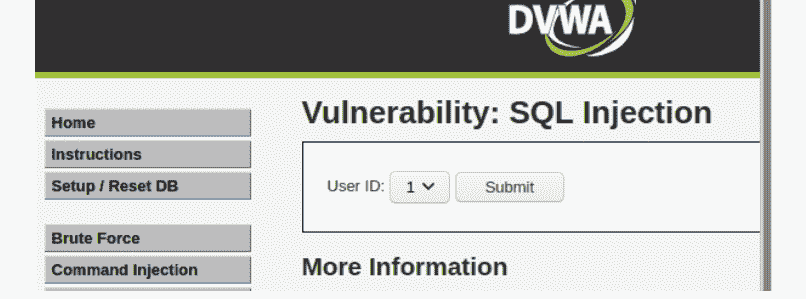 DVWA
Home
Instructions
Setup / Reset DB
Brute Force
Command Injection
Vulnerability: SQL Injection
User ID: 1 Submit
More Information